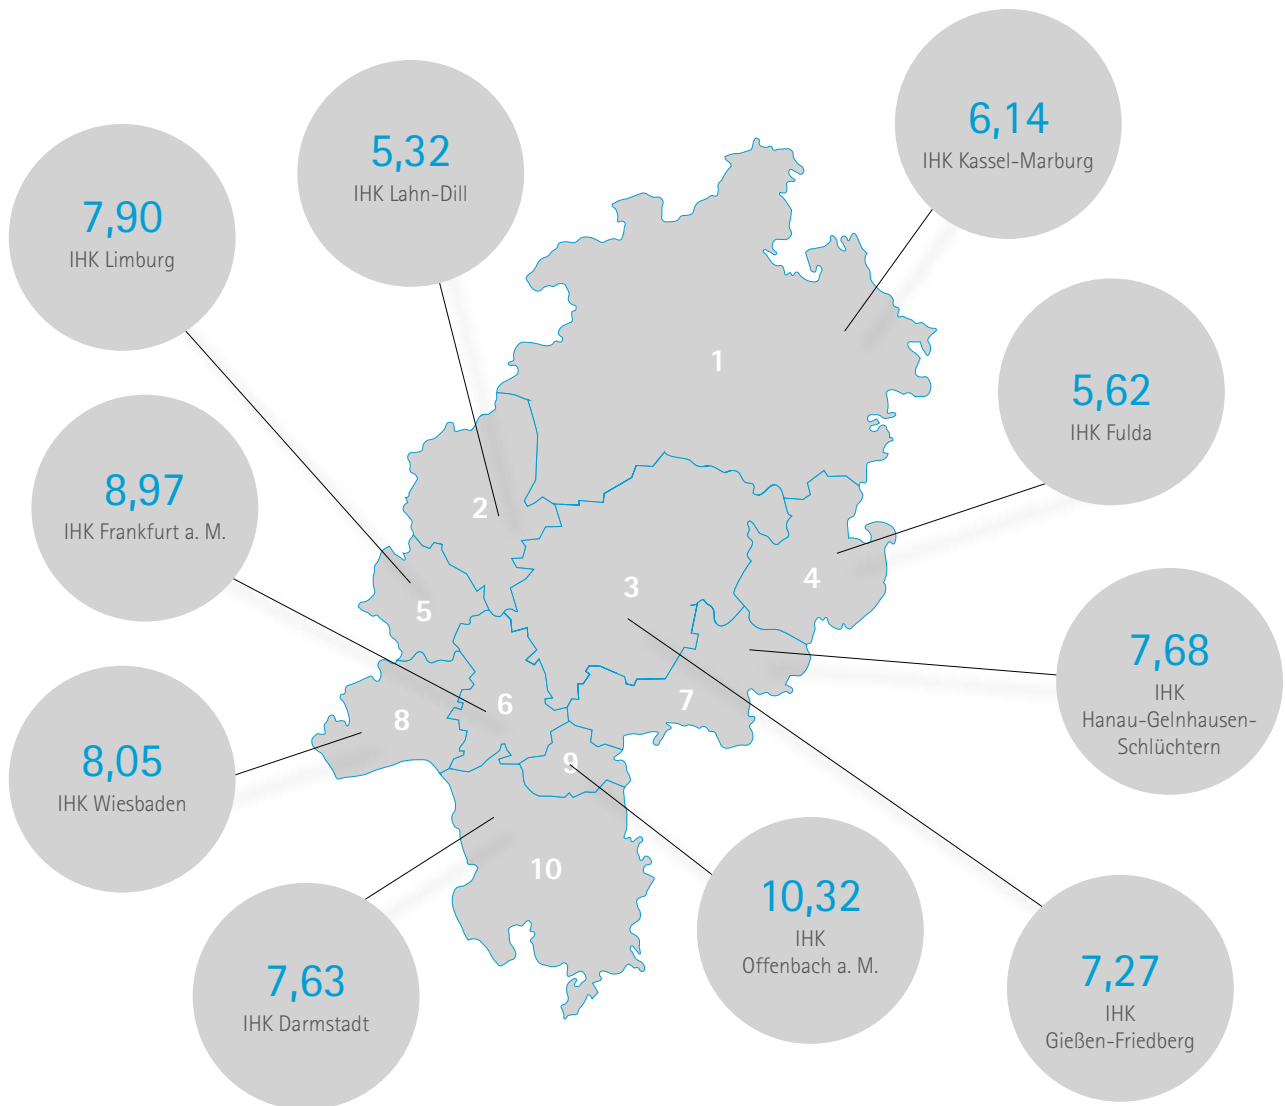 6,14
IHK Kassel-Marburg
5,32
IHK Lahn-Dill
7,90
IHK Limburg
1
5,62
IHK Fulda
8,97
IHK Frankfurt a. M.
2
3
4
5
7,68
IHK
Hanau-Gelnhausen-
Schlüchtern
6
7
8
8,05
IHK Wiesbaden
9
10
10,32
IHK
Offenbach a. M.
7,63
IHK Darmstadt
7,27
IHK
Gießen-Friedberg